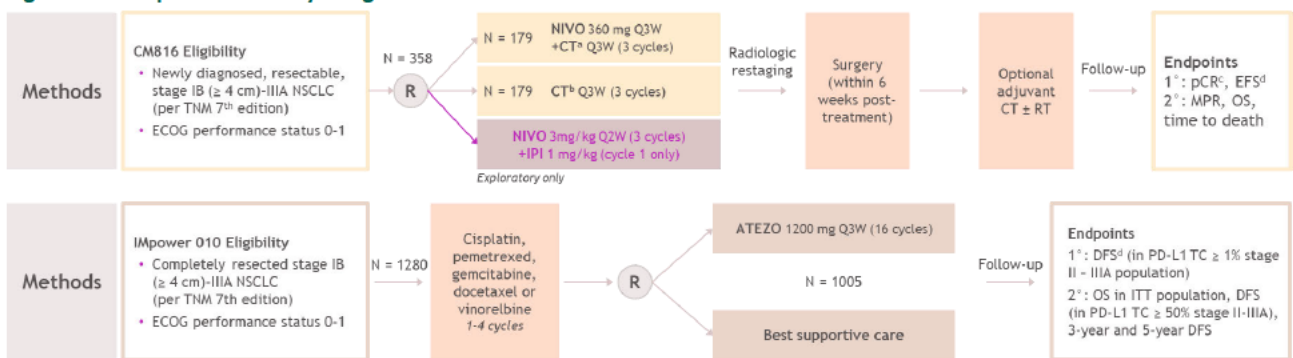 Methods
CM816 Eligibility
• Newly diagnosed, resectable,
stage IB (≥ 4 cm)-IIIA NSCLC
(per TNM 7th edition)
• ECOG performance status 0-1
N = 358
R
N = 179
NIVO 360 mg Q3W
+CTª Q3W (3 cycles)
N = 179
CTᵇ Q3W (3 cycles)
NIVO 3mg/kg Q2W (3 cycles)
+IPI 1 mg/kg (cycle 1 only)
Exploratory only
Radiologic
restaging
Surgery
(within 6
weeks post-
treatment)
Optional
adjuvant
CT ± RT
Follow-up
Endpoints
1°: pCRᶜ, EFSᵈ
2°: MPR, OS,
time to death
Methods
IMpower 010 Eligibility
• Completely resected stage IB
(≥ 4 cm)-IIIA NSCLC
(per TNM 7th edition)
• ECOG performance status 0-1
N = 1280
Cisplatin,
pemetrexed,
gemcitabine,
docetaxel or
vinorelbine
1-4 cycles
R
ATEZO 1200 mg Q3W (16 cycles)
N = 1005
Best supportive care
Follow-up
Endpoints
1°: DFSᵈ (in PD-L1 TC ≥ 1% stage
II - IIIA population)
2°: OS in ITT population, DFS
(in PD-L1 TC ≥ 50% stage II-IIIA),
3-year and 5-year DFS